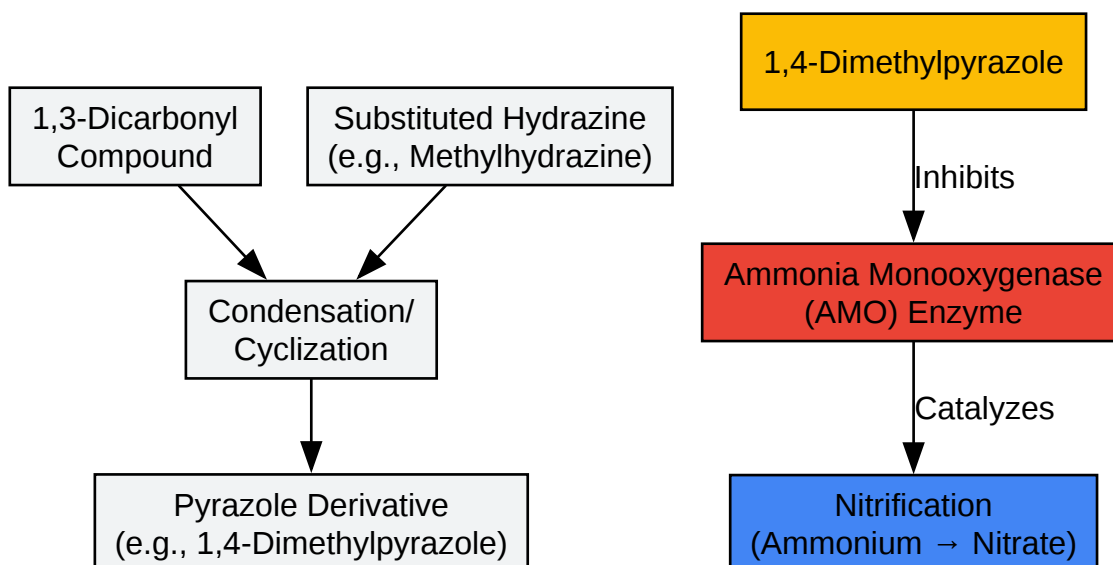 1,3-Dicarbonyl
Compound
Substituted Hydrazine
(e.g., Methylhydrazine)
Condensation/
Cyclization
Pyrazole Derivative
(e.g., 1,4-Dimethylpyrazole)
1,4-Dimethylpyrazole
Inhibits
Ammonia Monooxygenase
(AMO) Enzyme
Catalyzes
Nitrification
(Ammonium → Nitrate)